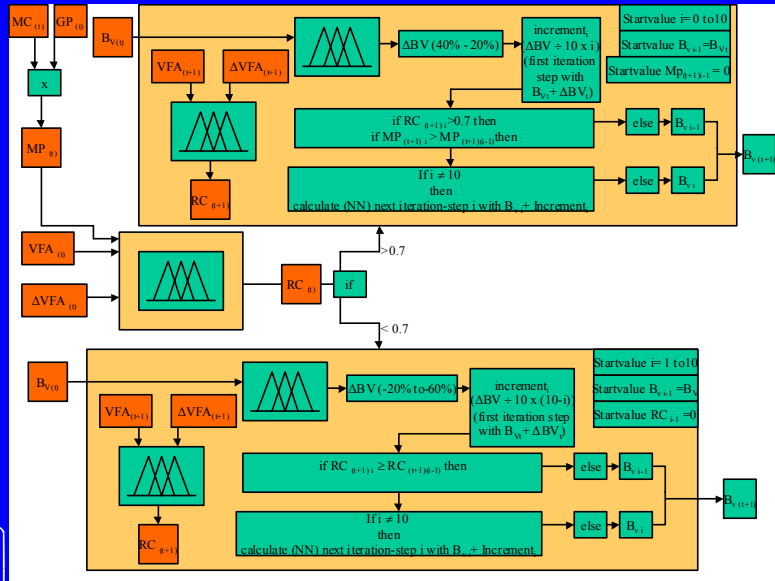 MC (t)
GP (t)
x
MP (t)
VFA (t)
ΔVFA (t)
RC (t)
if
>0.7
< 0.7
B V(t)
VFA (t+1)
ΔVFA (t+1)
RC (t+1)
ΔBV (40% - 20%)
increment i
ΔBV ÷ 10 x i)
(first iteration
step with
B Vt + ΔBV t)
Startvalue i= 0 to10
Startvalue B v i-1=B Vt
Startvalue Mp (t+1)i-1 = 0
if RC (t+1) i >0.7 then
if MP (t+1) i > MP (t+1)(i-1) then
else
B v i-1
If i ≠ 10
then
calculate (NN) next iteration-step i with B v i + Increment i
else
B v i
B v (t+1)
B V(t)
VFA (t+1)
ΔVFA (t+1)
RC (t+1)
ΔBV (-20% to-60%)
increment i
(ΔBV ÷ 10 x (10-i)
(first iteration step
with B Vt + ΔBV t)
Startvalue i= 1 to10
Startvalue B v i-1 =B V
Startvalue RC i-1 =0
if RC (t+1) i ≥ RC (t+1)(i-1) then
else
B v i-1
If i ≠ 10
then
calculate (NN) next iteration-step i with B v i + Increment i
else
B v i
B v (t+1)